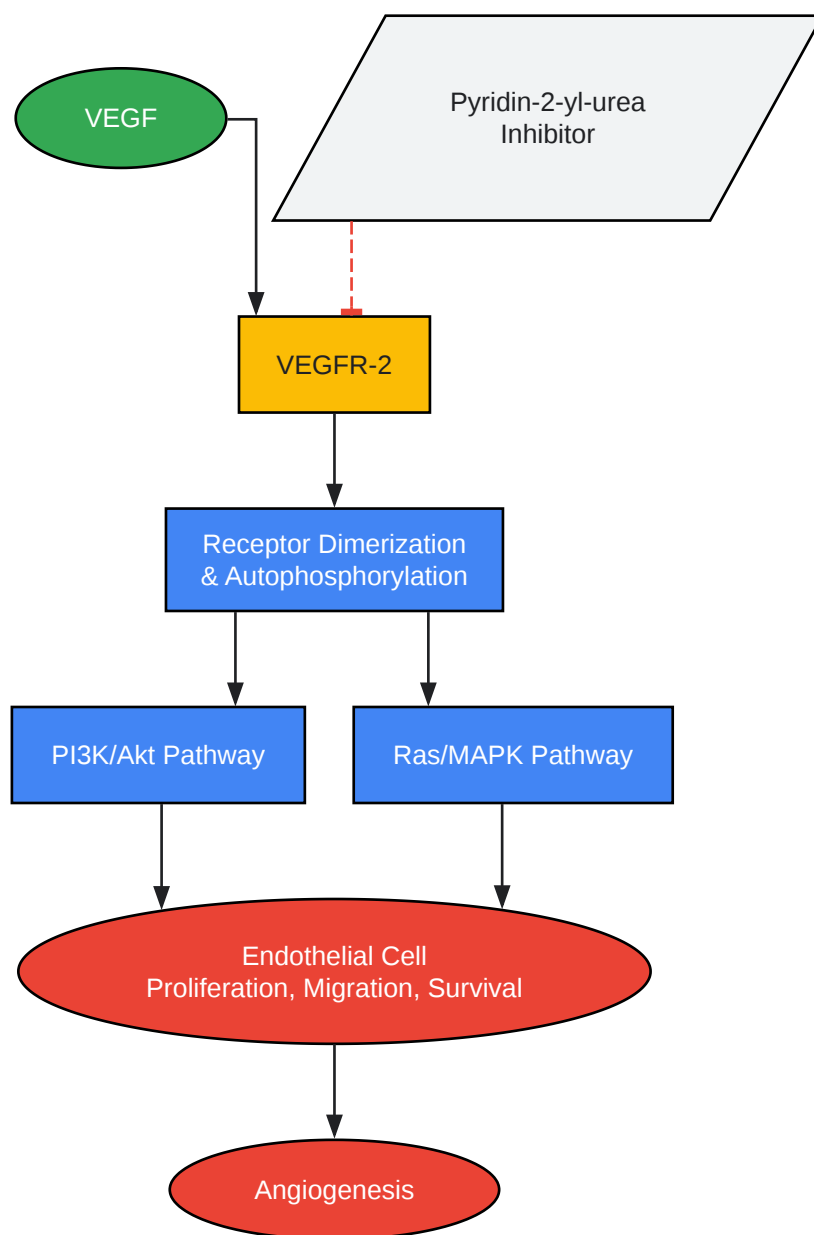 VEGF
Pyridin-2-yl-urea
Inhibitor
VEGFR-2
Receptor Dimerization
& Autophosphorylation
PI3K/Akt Pathway
Ras/MAPK Pathway
Endothelial Cell
Proliferation, Migration, Survival
Angiogenesis